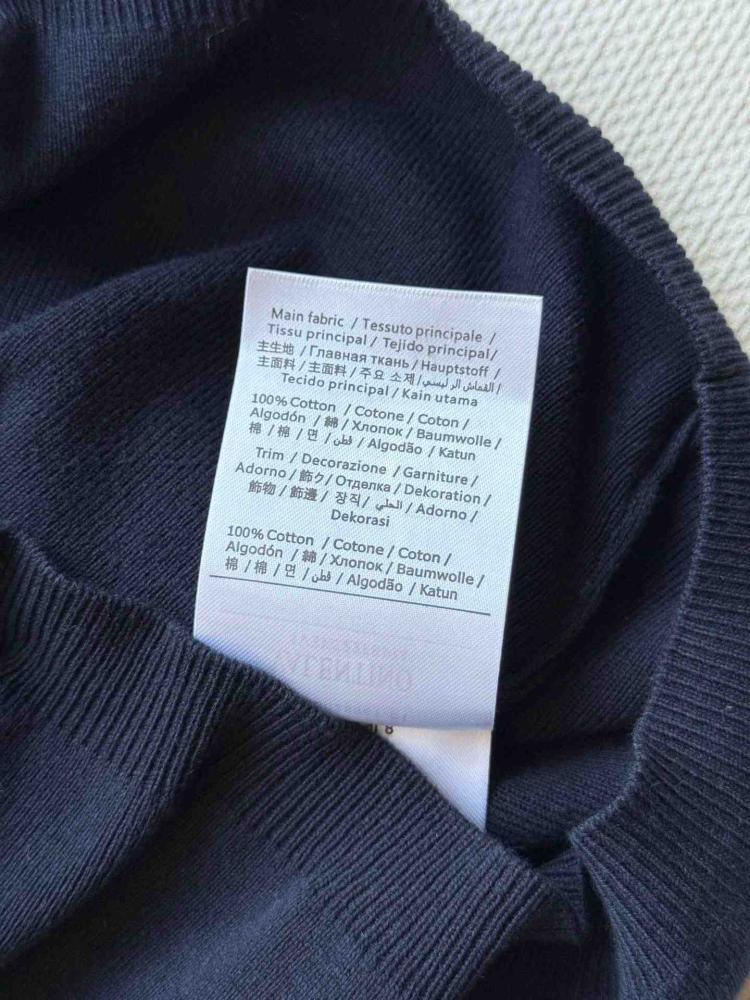 Main fabric / Tessuto principale /
Tissu principal / Tejido principal/
主生地 / Главная ткань / Hauptstoff /
主面料 / 主面料 / 주요 소재 / القماش الرئيسي /
Tecido principal / Kain utama
100% Cotton / Cotone / Coton /
Algodón / 綿 / Хлопок / Baumwolle /
棉 / 棉 / 면 / قطن / Algodão / Katun
Trim / Decorazione / Garniture /
Adorno / 飾り/ Отделка / Dekoration /
飾物 / 飾邊 / 장식/ الحلي / Adorno /
Dekorasi
100% Cotton / Cotone / Coton /
Algodón / 綿 / Хлопок / Baumwolle /
棉 / 棉 / 면 / قطن / Algodão / Katun
VALENTINO